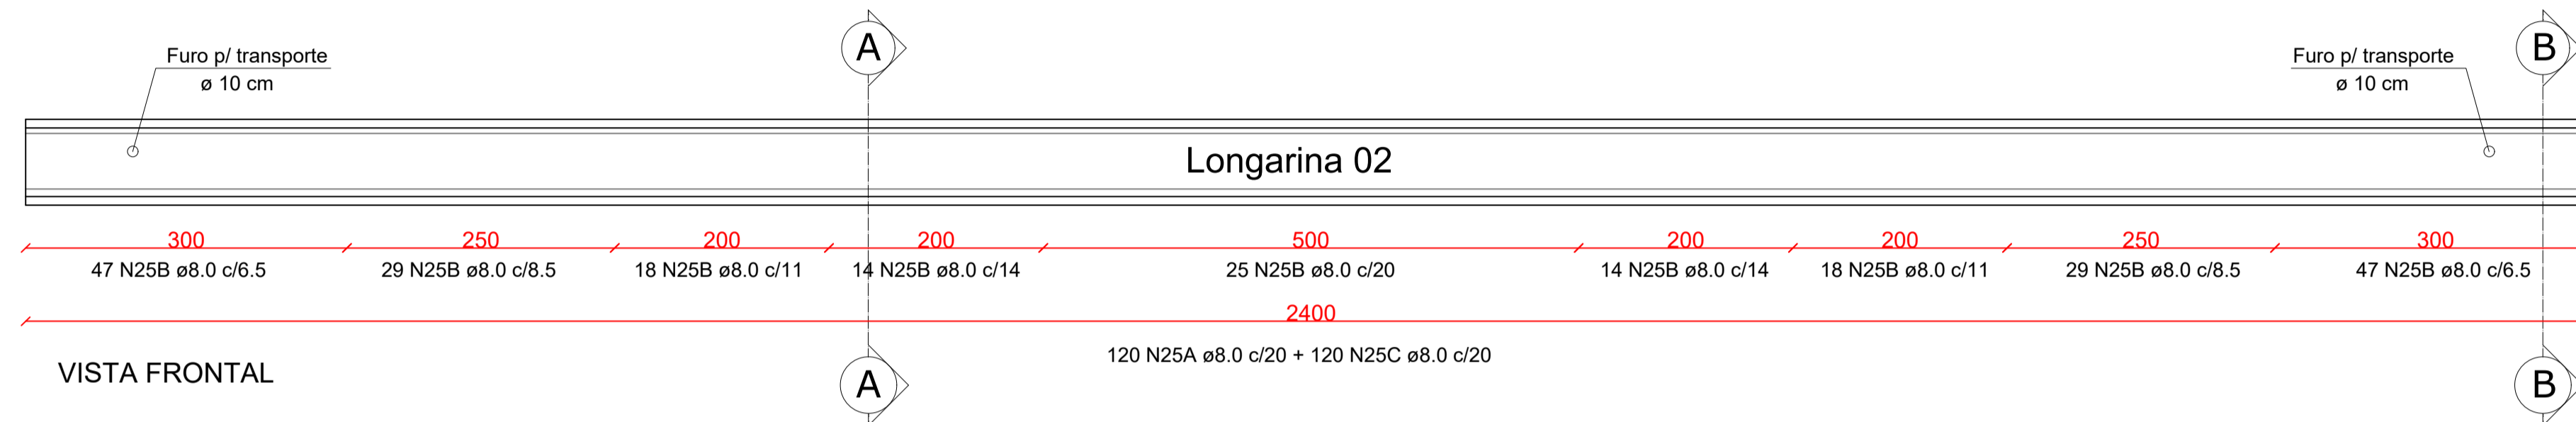 A
B
Furo p/ transporte
ø 10 cm
Furo p/ transporte
ø 10 cm
Longarina 02
300
250
200
200
500
200
200
250
300
47 N25B ø8.0 c/6.5
29 N25B ø8.0 c/8.5
18 N25B ø8.0 c/11
14 N25B ø8.0 c/14
25 N25B ø8.0 c/20
14 N25B ø8.0 c/14
18 N25B ø8.0 c/11
29 N25B ø8.0 c/8.5
47 N25B ø8.0 c/6.5
2400
120 N25A ø8.0 c/20 + 120 N25C ø8.0 c/20
VISTA FRONTAL
A
B